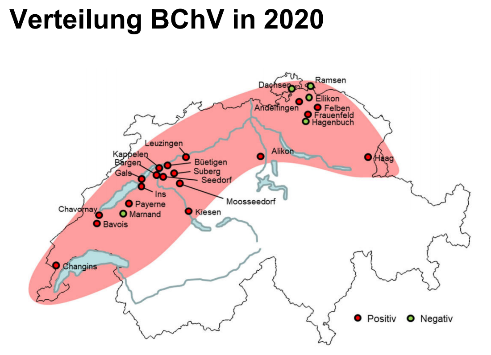 Verteilung BChV in 2020
Dachsen
Ramsen
Ellikon
Andelfingen
Felben
Frauenfeld
Hagenbuch
Leuzingen
Kappelen
Bargen
Gals
Büetigen
Suberg
Seedorf
Ins
Alikon
Haag
Moosseedorf
Payerne
Chavornay
Marnand
Kiesen
Bavois
Changins
Positiv
Negativ